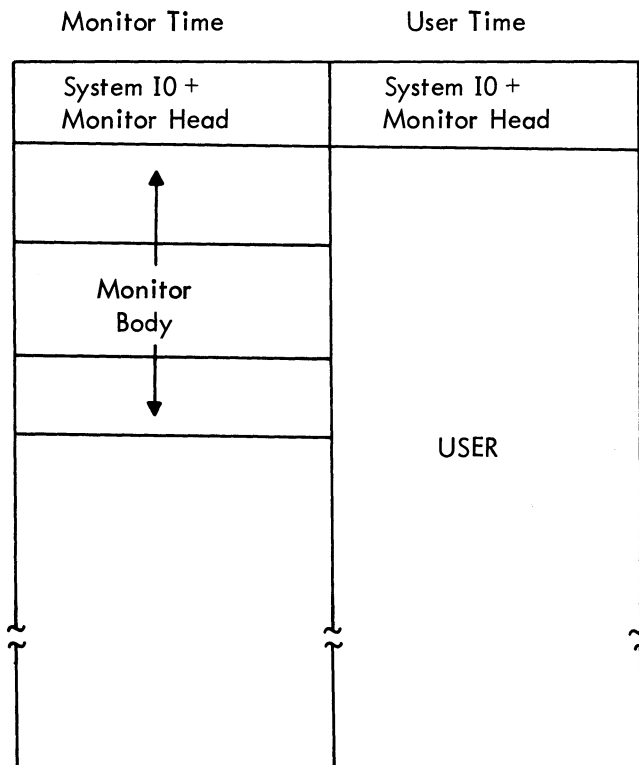 Monitor Time
User Time
System IO +
Monitor Head
System IO +
Monitor Head
Monitor
Body
USER